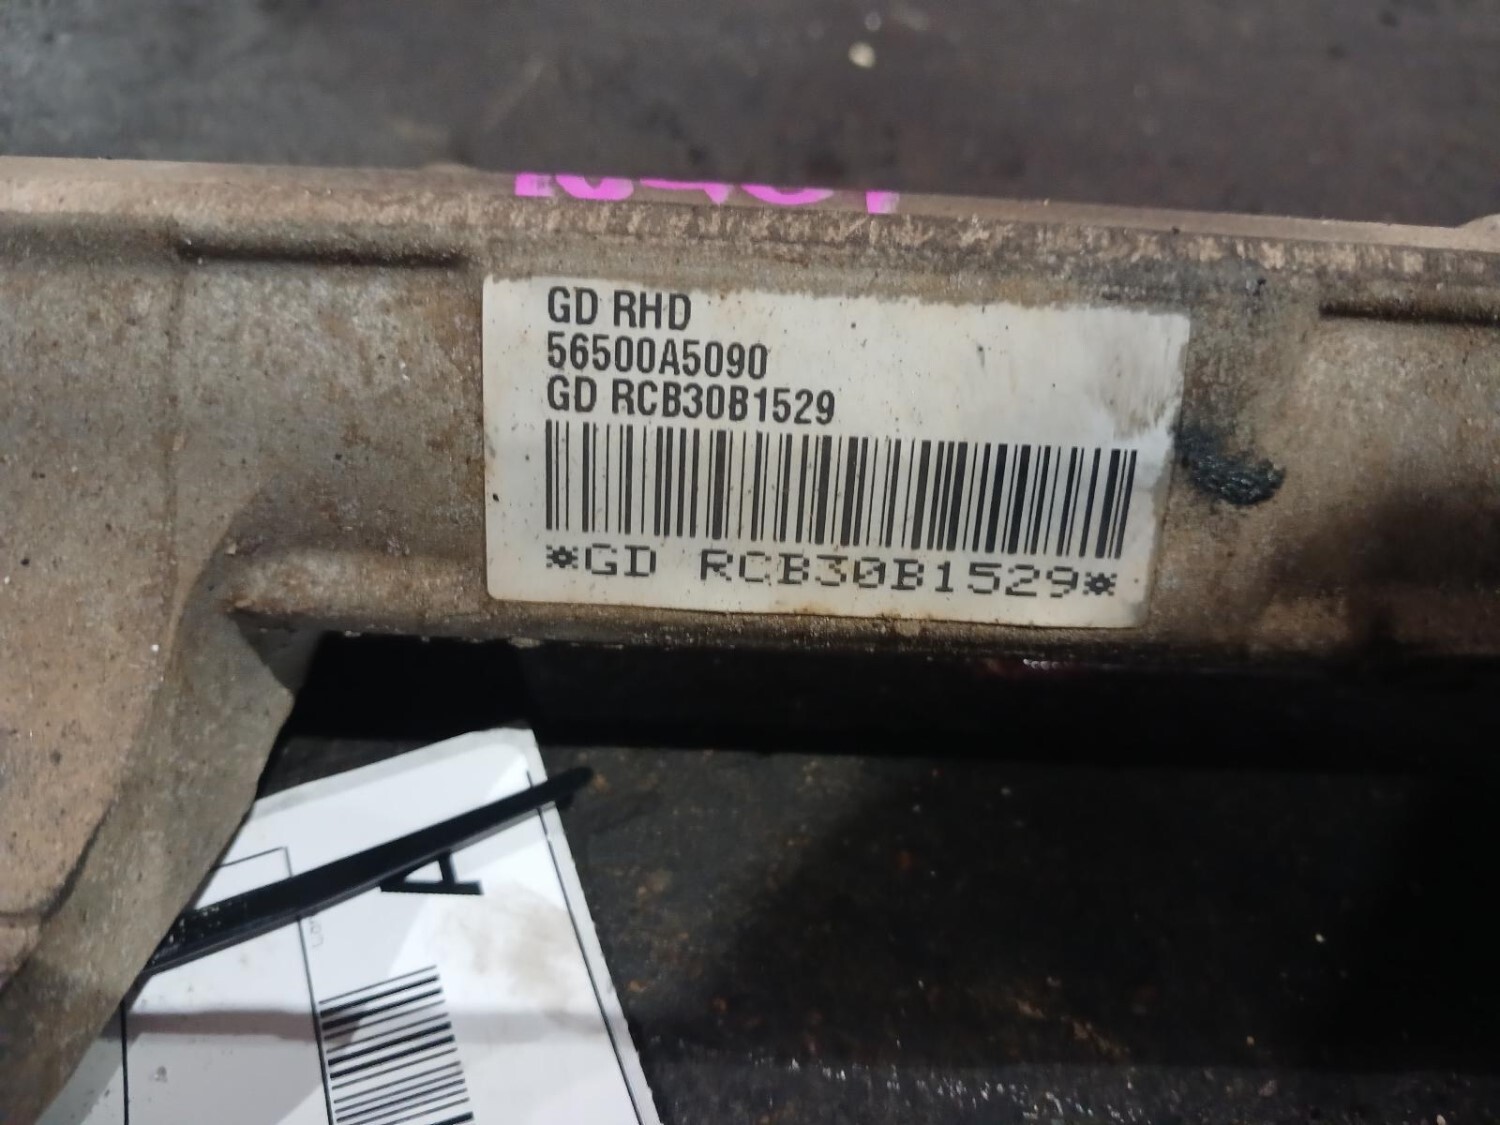 GD RHD
56500A5090
GD RCB30B1529
*GD RCB30B1529*
A